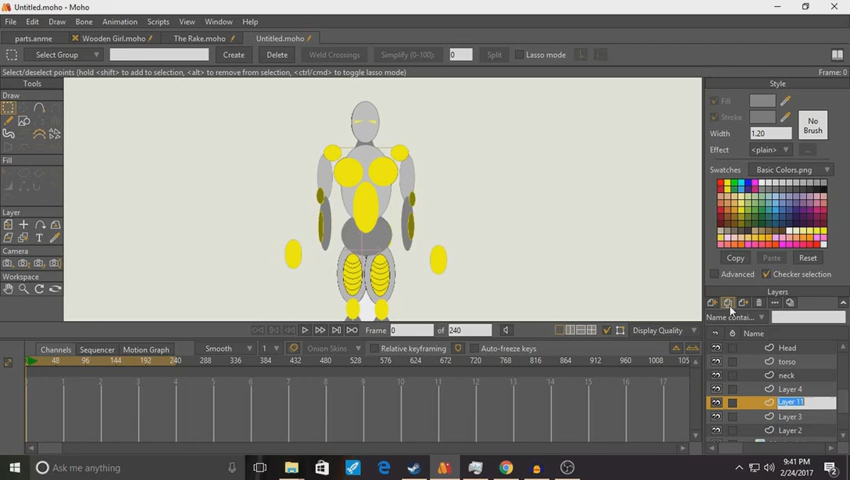 Untitled.moho - Moho
File Edit Draw Bones Animation Scripts View Window Help
parts.anme Wooden Girl.moho The Rake.moho Untitled.moho
Select Group Create Delete Weld Crossings Simplify (0-100): 0 Split Lasso mode
Select/deselect points (hold <shift> to add to selection, <alt> to remove from selection, <ctrl/cmd> to toggle lasso mode) Frame: 0
Tools
Draw
Fill
Layer
Camera
Workspace
Style
Fill
Stroke
No
Brush
Width 1.20
Effect <plain> ...
Swatches Basic Colors.png
Copy Paste Reset
Advanced Checker selection
Layers
Name contai...
Name
Head
torso
neck
Layer 4
Layer 11
Layer 3
Layer 2
Frame 0 of 240 Display Quality
Channels Sequencer Motion Graph Smooth 1 Onion Skins Relative keyframing Auto-freeze keys
0 48 96 144 192 240 288 336 384 432 480 528 576 624 672 720 768 816 864 912 960 1008 105
1 2 3 4 5 6 7 8 9 10 11 12 13 14 15 16 17
Ask me anything
9:41 PM
2/24/2017
2